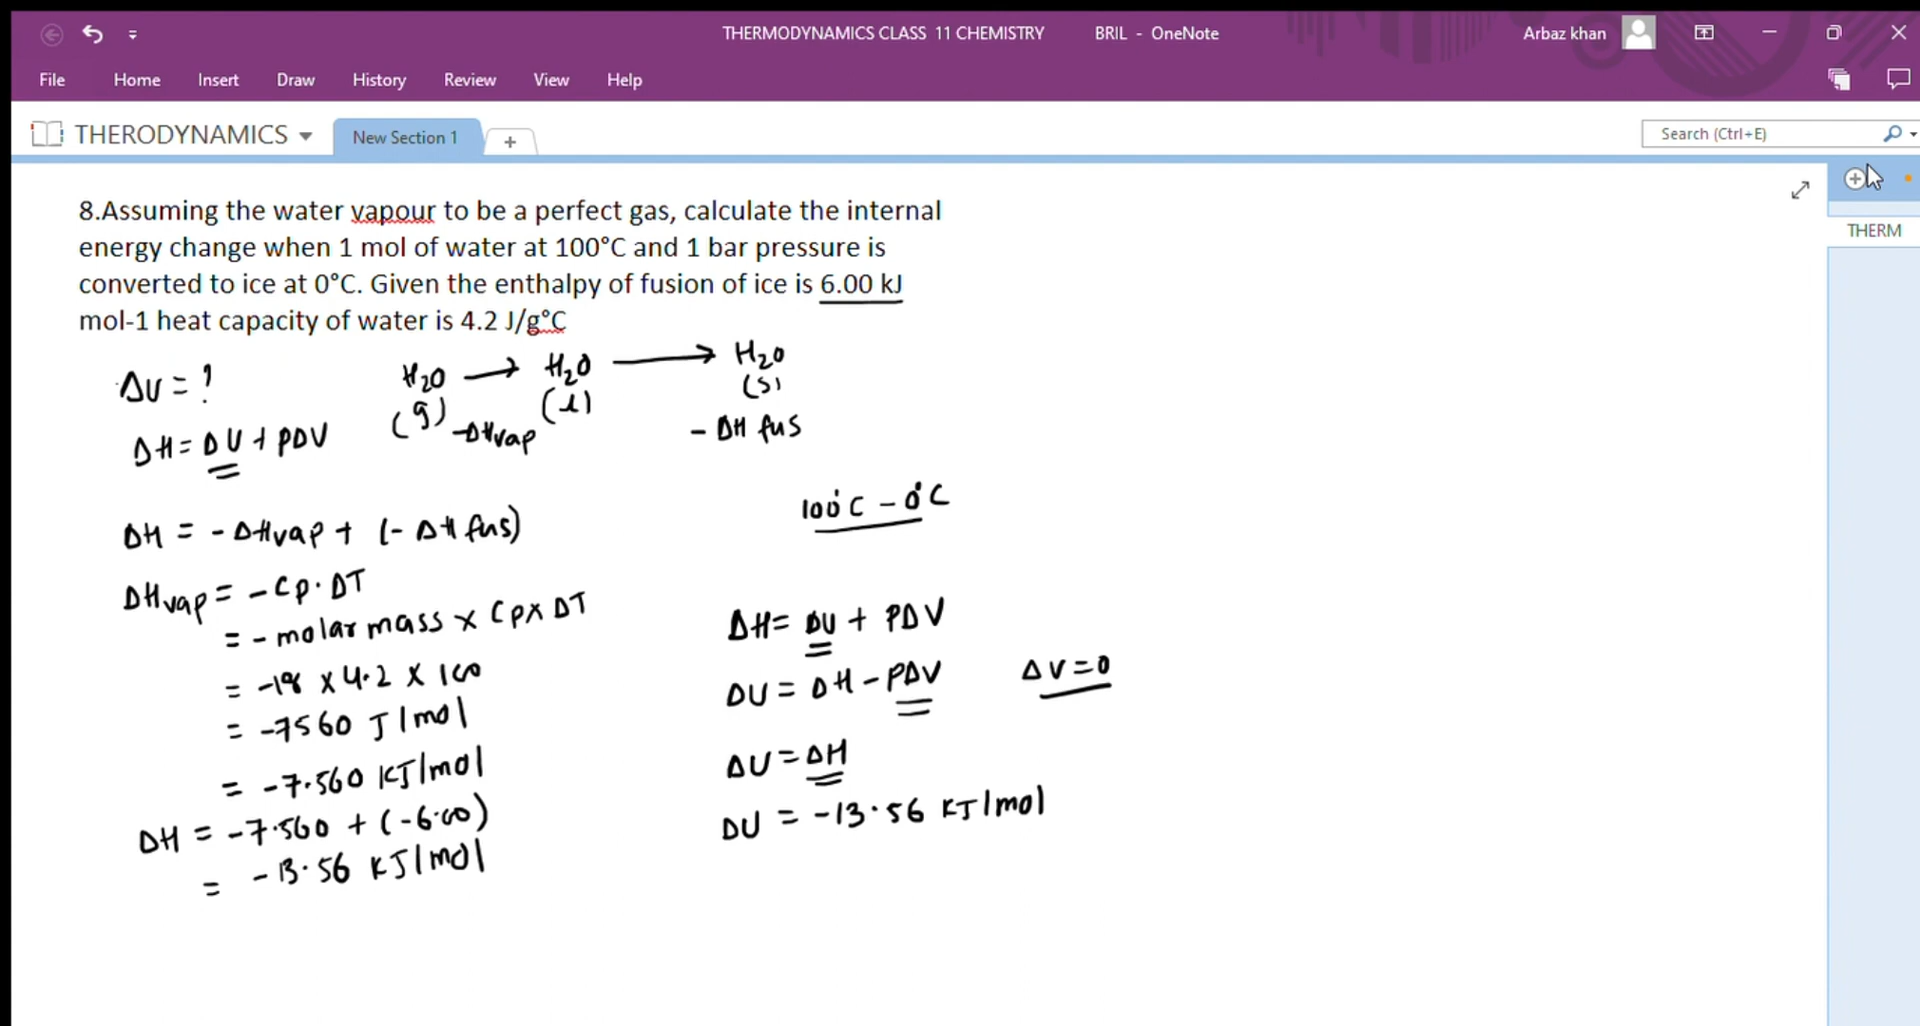 THERMODYNAMICS CLASS 11 CHEMISTRY BRIL - OneNote
Arbaz khan
File Home Insert Draw History Review View Help
THERODYNAMICS New Section 1 +
Search (Ctrl+E)
THERM
8.Assuming the water vapour to be a perfect gas, calculate the internal
energy change when 1 mol of water at 100°C and 1 bar pressure is
converted to ice at 0°C. Given the enthalpy of fusion of ice is 6.00 kJ
mol-1 heat capacity of water is 4.2 J/g°C
ΔU = ?
H2O → H2O → H2O
(g) (l) (s)
-ΔHvap - ΔH fus
ΔH = ΔU + PΔV
100°C - 0°C
ΔH = - ΔHvap + (- ΔH fus)
ΔHvap = - Cp. ΔT
= - molar mass x Cp x ΔT
= -18 x 4.2 x 100
= -7560 J/mol
= -7.560 KJ/mol
ΔH = -7.560 + (-6.00)
= -13.56 KJ/mol
ΔH = ΔU + PΔV
ΔU = ΔH - PΔV ΔV = 0
ΔU = ΔH
ΔU = -13.56 KJ/mol